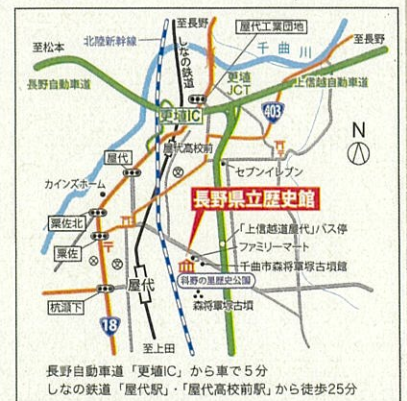 至長野
屋代工業団地
北陸新幹線
しなの鉄道
千曲川
至長野
至松本
長野自動車道
更埴JCT
上信越自動車道
更埴IC
403
N
屋代高校前
屋代
セブンイレブン
カインズホーム
長野県立歴史館
粟佐北
「上信越道屋代」バス停
粟佐
ファミリーマート
千曲市森将軍塚古墳館
屋代
科野の里歴史公園
杭瀬下
森将軍塚古墳
18
至上田
長野自動車道「更埴IC」から車で5分
しなの鉄道「屋代駅」・「屋代高校前駅」から徒歩25分